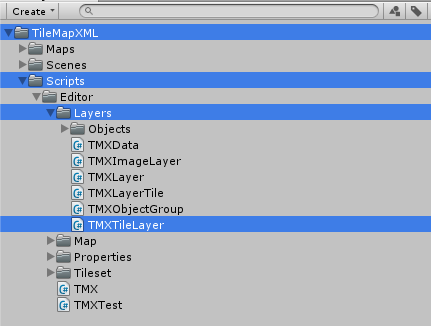 Create
TileMapXML
Maps
Scenes
Scripts
Editor
Layers
Objects
TMXData
TMXImageLayer
TMXLayer
TMXLayerTile
TMXObjectGroup
TMXTileLayer
Map
Properties
Tileset
TMX
TMXTest